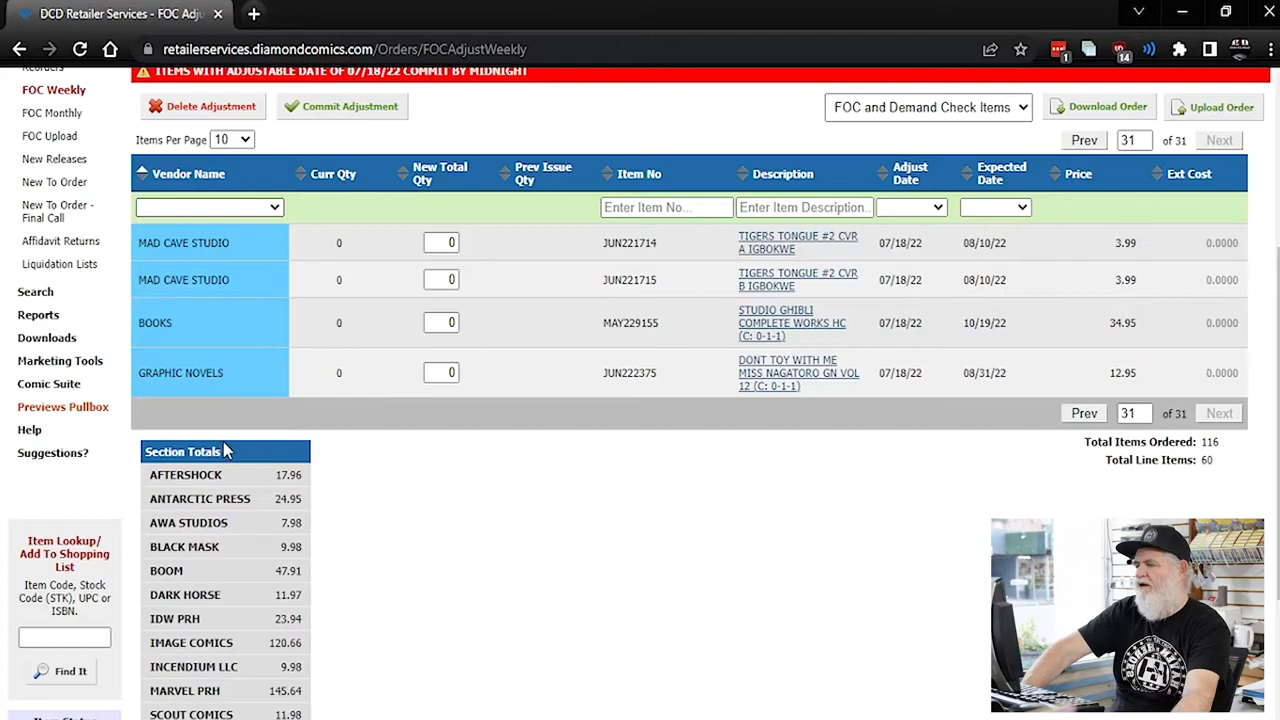 DCD Retailer Services - FOC Adju
retailerservices.diamondcomics.com/Orders/FOCAdjustWeekly
1
14
Reorders
FOC Weekly
FOC Monthly
FOC Upload
New Releases
New To Order
New To Order -
Final Call
Affidavit Returns
Liquidation Lists
Search
Reports
Downloads
Marketing Tools
Comic Suite
Previews Pullbox
Help
Suggestions?
Item Lookup/
Add To Shopping
List
Item Code, Stock
Code (STK), UPC or
ISBN.
Find It
Item Status
ITEMS WITH ADJUSTABLE DATE OF 07/18/22 COMMIT BY MIDNIGHT
Delete Adjustment Commit Adjustment FOC and Demand Check Items Download Order Upload Order
Items Per Page 10 Prev 31 of 31 Next
Vendor Name Curr Qty New Total Qty Prev Issue Qty Item No Description Adjust Date Expected Date Price Ext Cost
Enter Item No... Enter Item Description..
MAD CAVE STUDIO 0 0 JUN221714 TIGERS TONGUE #2 CVR A IGBOKWE 07/18/22 08/10/22 3.99 0.0000
MAD CAVE STUDIO 0 0 JUN221715 TIGERS TONGUE #2 CVR B IGBOKWE 07/18/22 08/10/22 3.99 0.0000
BOOKS 0 0 MAY229155 STUDIO GHIBLI COMPLETE WORKS HC (C: 0-1-1) 07/18/22 10/19/22 34.95 0.0000
GRAPHIC NOVELS 0 0 JUN222375 DONT TOY WITH ME MISS NAGATORO GN VOL 12 (C: 0-1-1) 07/18/22 08/31/22 12.95 0.0000
Prev 31 of 31 Next
Total Items Ordered: 116
Total Line Items: 60
Section Totals
AFTERSHOCK 17.96
ANTARCTIC PRESS 24.95
AWA STUDIOS 7.98
BLACK MASK 9.98
BOOM 47.91
DARK HORSE 11.97
IDW PRH 23.94
IMAGE COMICS 120.66
INCENDIUM LLC 9.98
MARVEL PRH 145.64
SCOUT COMICS 11.98